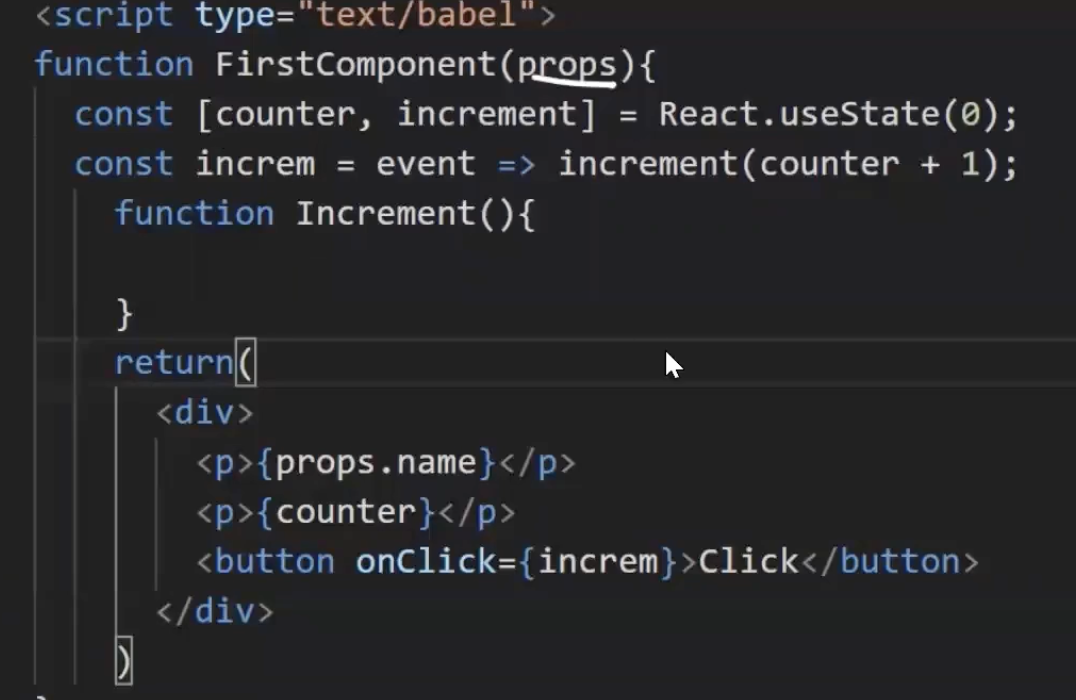 <script type="text/babel">
function FirstComponent(props){
const [counter, increment] = React.useState(0);
const increm = event => increment(counter + 1);
function Increment(){
}
return(
<div>
<p>{props.name}</p>
<p>{counter}</p>
<button onClick={increm}>Click</button>
</div>
)